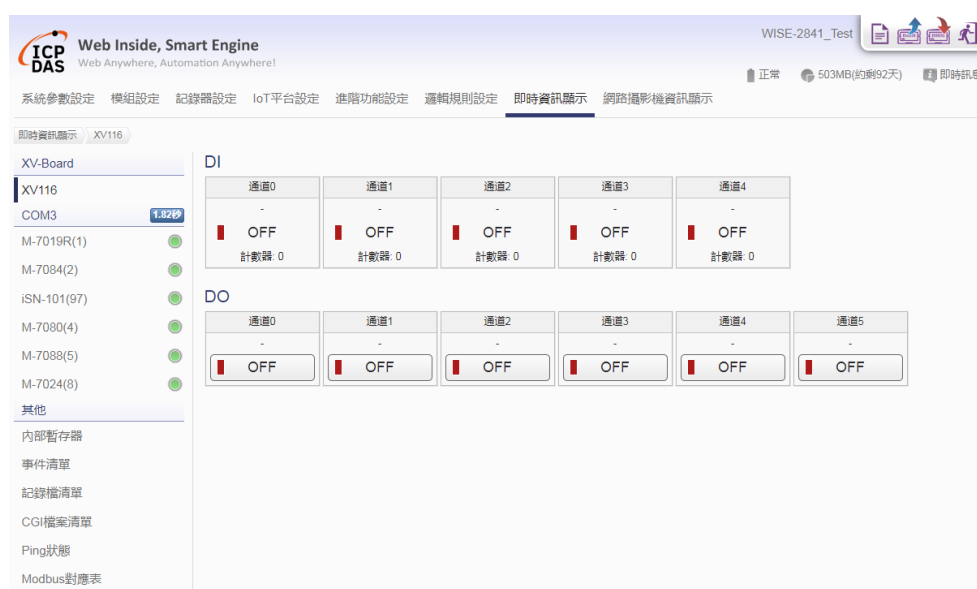 ICP
DAS
Web Inside, Smart Engine
Web Anywhere, Automation Anywhere!
WISE-2841_Test
正常 503MB(約剩92天) 即時訊息
系統參數設定 模組設定 記錄器設定 IoT平台設定 進階功能設定 邏輯規則設定 即時資訊顯示 網路攝影機資訊顯示
即時資訊顯示 XV116
XV-Board
XV116
COM3 1.82秒
M-7019R(1)
M-7084(2)
iSN-101(97)
M-7080(4)
M-7088(5)
M-7024(8)
其他
內部暫存器
事件清單
記錄檔清單
CGI檔案清單
Ping狀態
Modbus對應表
DI
通道0 通道1 通道2 通道3 通道4
- - - - -
OFF OFF OFF OFF OFF
計數器: 0 計數器: 0 計數器: 0 計數器: 0 計數器: 0
DO
通道0 通道1 通道2 通道3 通道4 通道5
- - - - - -
OFF OFF OFF OFF OFF OFF